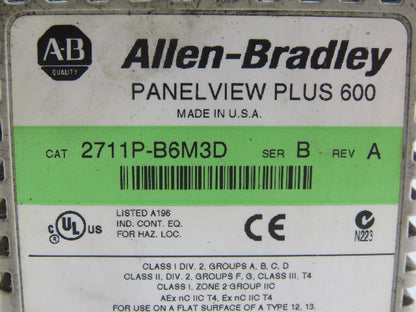 A-B Allen-Bradley
QUALITY
PANELVIEW PLUS 600
MADE IN U.S.A.
CAT 2711P-B6M3D SER B REV A
c UL US LISTED A196
IND. CONT. EQ.
FOR HAZ. LOC.
CE
N223
CLASS I DIV. 2, GROUPS A, B, C, D
CLASS II, DIV. 2, GROUPS F, G, CLASS III, T4
CLASS I, ZONE 2 GROUP IIC
AEx nC IIC T4, Ex nC IIC T4
FOR USE ON A FLAT SURFACE OF A TYPE 12, 13,